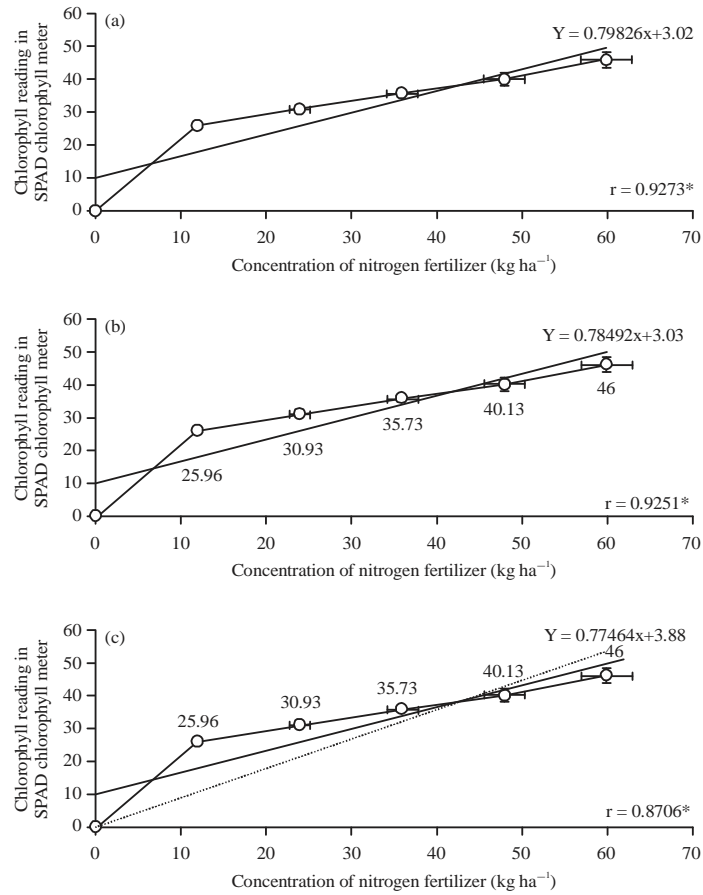 (a)
Y = 0.79826x+3.02
Chlorophyll reading in
SPAD chlorophyll meter
60
50
40
30
20
10
0
r = 0.9273*
0 10 20 30 40 50 60 70
Concentration of nitrogen fertilizer (kg ha⁻¹)
(b)
Y = 0.78492x+3.03
Chlorophyll reading in
SPAD chlorophyll meter
60
50
40
30
20
10
0
25.96
30.93
35.73
40.13
46
r = 0.9251*
0 10 20 30 40 50 60 70
Concentration of nitrogen fertilizer (kg ha⁻¹)
(c)
Y = 0.77464x+3.88
Chlorophyll reading in
SPAD chlorophyll meter
60
50
40
30
20
10
0
25.96
30.93
35.73
40.13
46
r = 0.8706*
0 10 20 30 40 50 60 70
Concentration of nitrogen fertilizer (kg ha⁻¹)